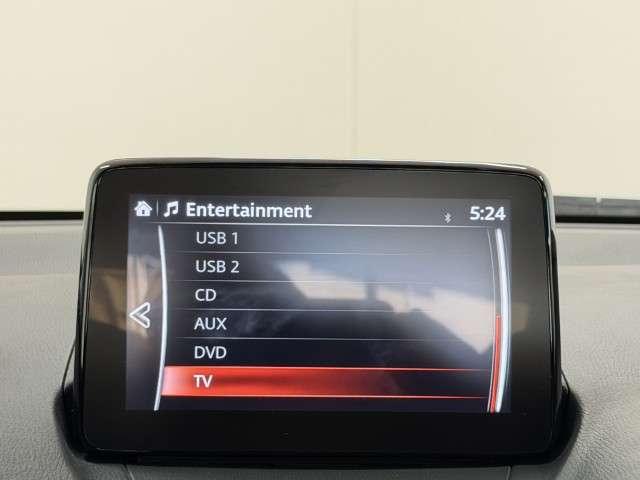 Entertainment 5:24
USB 1
USB 2
CD
AUX
DVD
TV